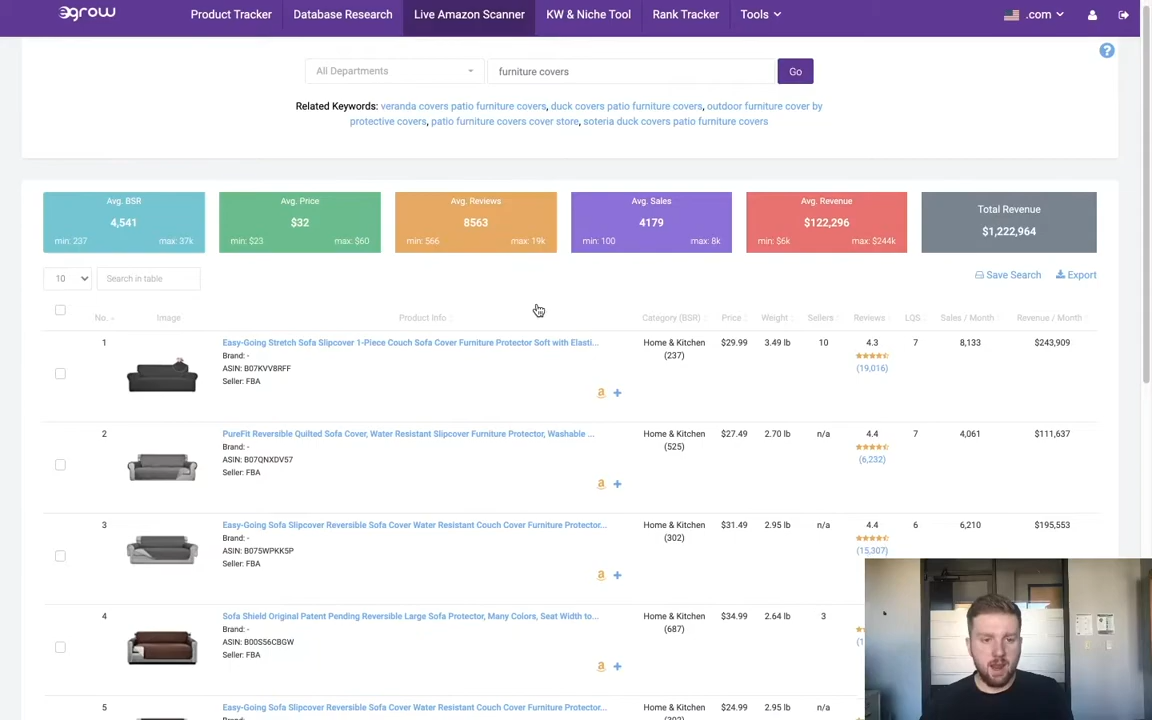 egrow
Product Tracker
Database Research
Live Amazon Scanner
KW & Niche Tool
Rank Tracker
Tools
.com
?
All Departments
furniture covers
Go
Related Keywords: veranda covers patio furniture covers, duck covers patio furniture covers, outdoor furniture cover by
protective covers, patio furniture covers cover store, soteria duck covers patio furniture covers
Avg. BSR
4,541
min: 237 max: 37k
Avg. Price
$32
min: $23 max: $60
Avg. Reviews
8563
min: 566 max: 19k
Avg. Sales
4179
min: 100 max: 8k
Avg. Revenue
$122,296
min: $6k max: $244k
Total Revenue
$1,222,964
10
Search in table
Save Search
Export
No. Image Product Info Category (BSR) Price Weight Sellers Reviews LQS Sales / Month Revenue / Month
1
Easy-Going Stretch Sofa Slipcover 1-Piece Couch Sofa Cover Furniture Protector Soft with Elasti...
Brand: -
ASIN: B07KVV8RFF
Seller: FBA
a +
Home & Kitchen
(237)
$29.99 3.49 lb 10 4.3
(19,016)
7 8,133 $243,909
2
PureFit Reversible Quilted Sofa Cover, Water Resistant Slipcover Furniture Protector, Washable ...
Brand: -
ASIN: B07QNXDV57
Seller: FBA
a +
Home & Kitchen
(525)
$27.49 2.70 lb n/a 4.4
(6,232)
7 4,061 $111,637
3
Easy-Going Sofa Slipcover Reversible Sofa Cover Water Resistant Couch Cover Furniture Protector...
Brand: -
ASIN: B075WPKK5P
Seller: FBA
a +
Home & Kitchen
(302)
$31.49 2.95 lb n/a 4.4
(15,307)
6 6,210 $195,553
4
Sofa Shield Original Patent Pending Reversible Large Sofa Protector, Many Colors, Seat Width to...
Brand: -
ASIN: B00S56CBGW
Seller: FBA
a +
Home & Kitchen
(687)
$34.99 2.64 lb 3
5
Easy-Going Sofa Slipcover Reversible Sofa Cover Water Resistant Couch Cover Furniture Protector...
Brand: -
Home & Kitchen
$24.99 2.95 lb n/a